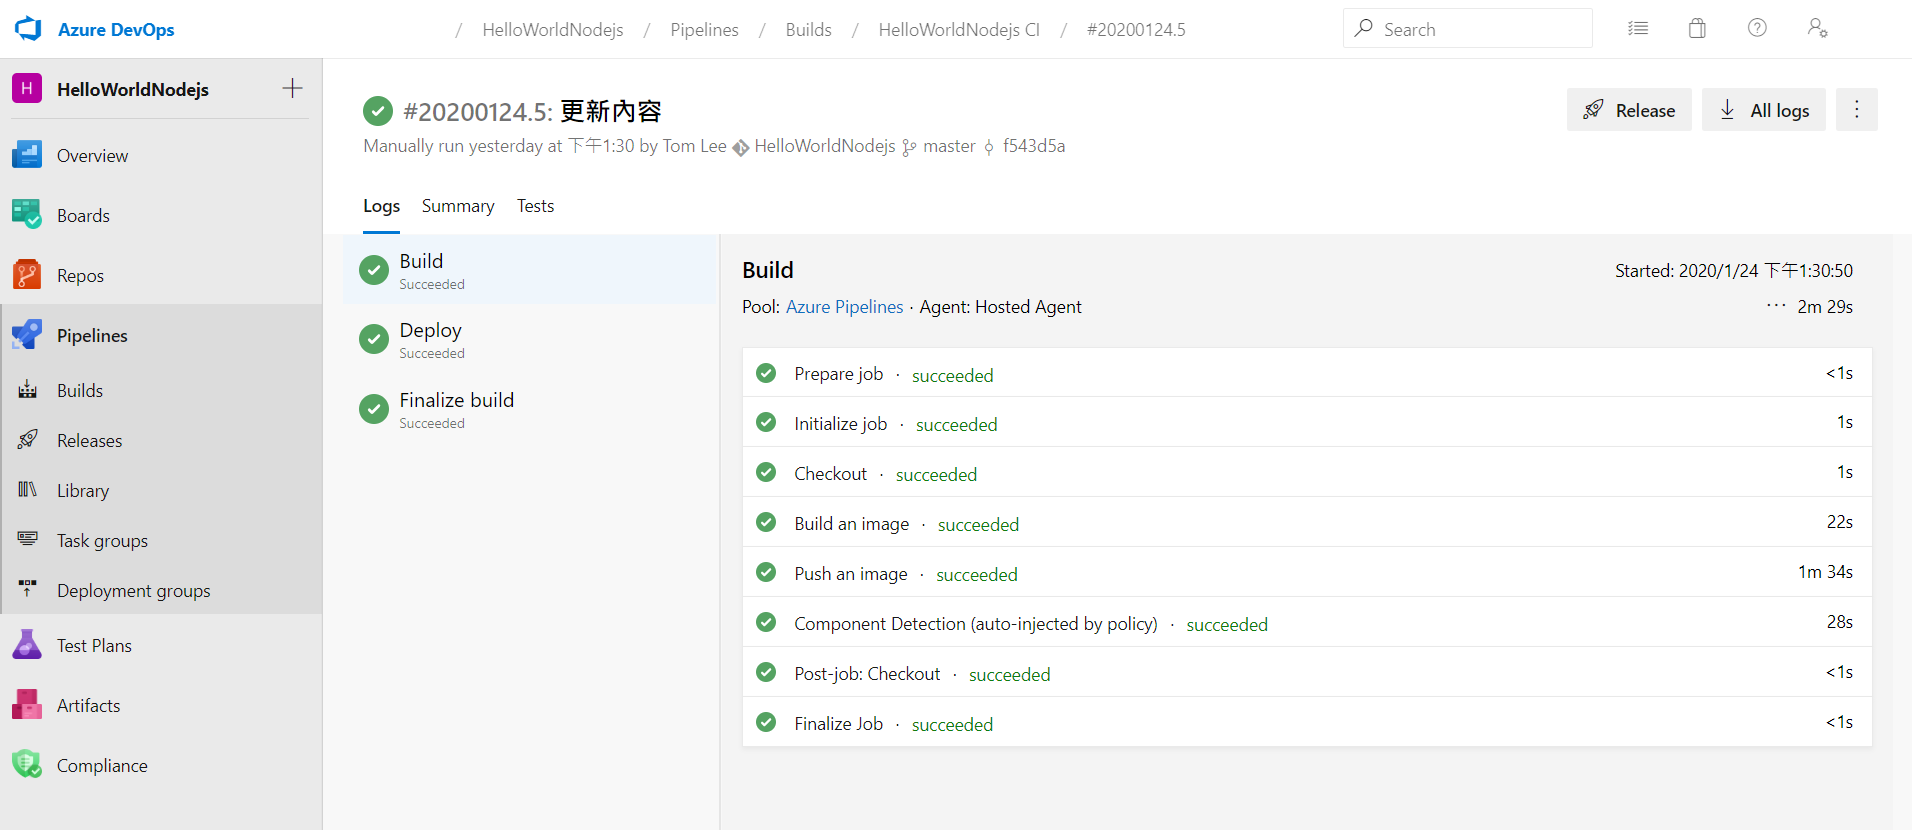 Azure DevOps / HelloWorldNodejs / Pipelines / Builds / HelloWorldNodejs CI / #20200124.5 Search
H HelloWorldNodejs
Overview
Boards
Repos
Pipelines
Builds
Releases
Library
Task groups
Deployment groups
Test Plans
Artifacts
Compliance
#20200124.5: 更新內容
Release
All logs
Manually run yesterday at 下午1:30 by Tom Lee HelloWorldNodejs master f543d5a
Logs Summary Tests
Build
Succeeded
Deploy
Succeeded
Finalize build
Succeeded
Build
Started: 2020/1/24 下午1:30:50
Pool: Azure Pipelines · Agent: Hosted Agent
··· 2m 29s
Prepare job · succeeded <1s
Initialize job · succeeded 1s
Checkout · succeeded 1s
Build an image · succeeded 22s
Push an image · succeeded 1m 34s
Component Detection (auto-injected by policy) · succeeded 28s
Post-job: Checkout · succeeded <1s
Finalize Job · succeeded <1s